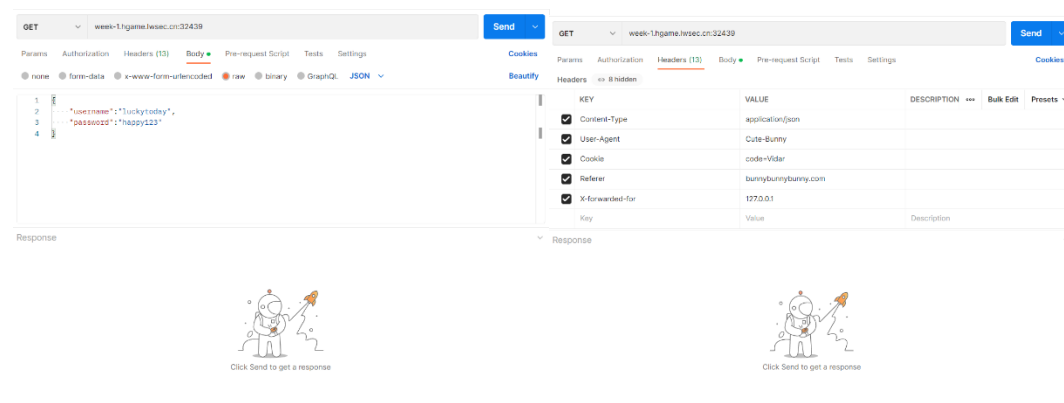 GET week-1.hgame.lwsec.cn:32439 Send
Params Authorization Headers (13) Body Pre-request Script Tests Settings Cookies
none form-data x-www-form-urlencoded raw binary GraphQL JSON Beautify
1 {
2 "username":"luckytoday",
3 "password":"happy123"
4 }
Response
Click Send to get a response
GET week-1.hgame.lwsec.cn:32439 Send
Params Authorization Headers (13) Body Pre-request Script Tests Settings Cookies
Headers 8 hidden
KEY VALUE DESCRIPTION ooo Bulk Edit Presets
Content-Type application/json
User-Agent Cute-Bunny
Cookie code=Vidar
Referer bunnybunnybunny.com
X-forwarded-for 127.0.0.1
Key Value Description
Response
Click Send to get a response